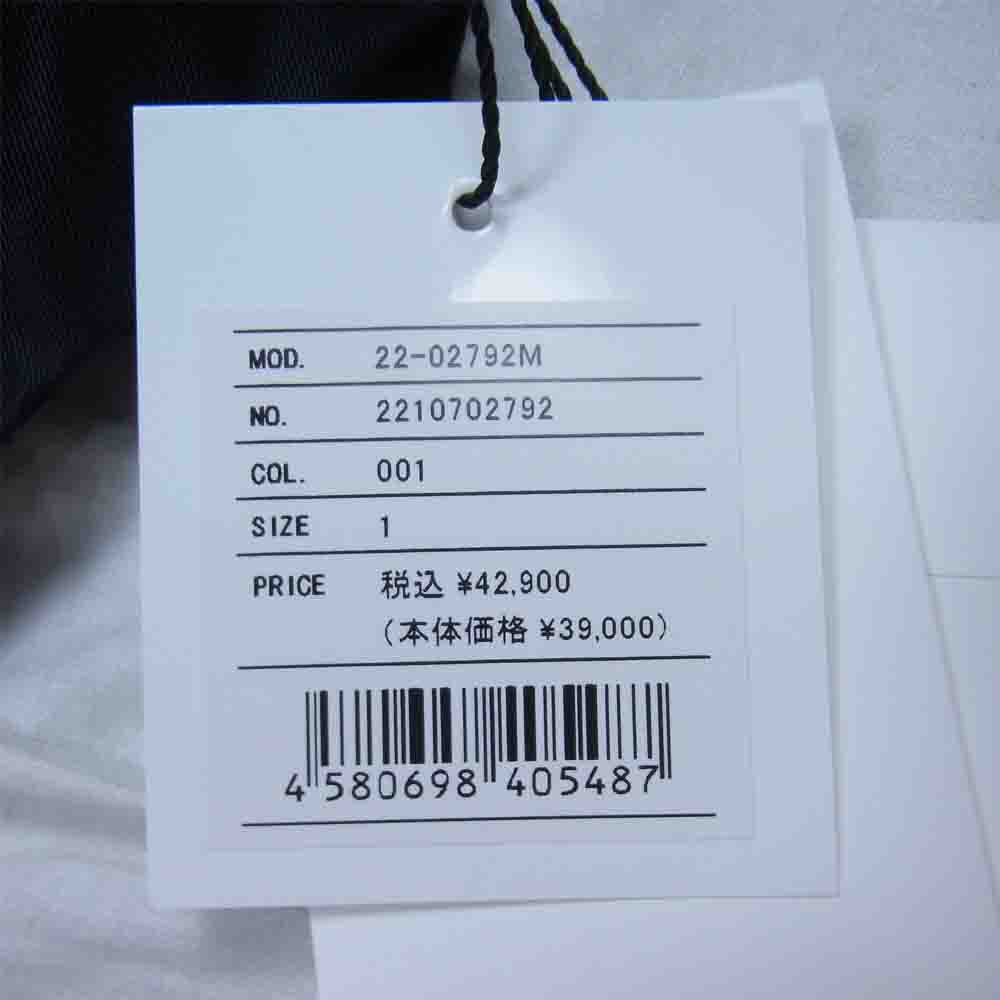 MOD. 22-02792M
NO. 2210702792
COL. 001
SIZE 1
PRICE 税込 ¥42,900
(本体価格 ¥39,000)
4 580698 405487